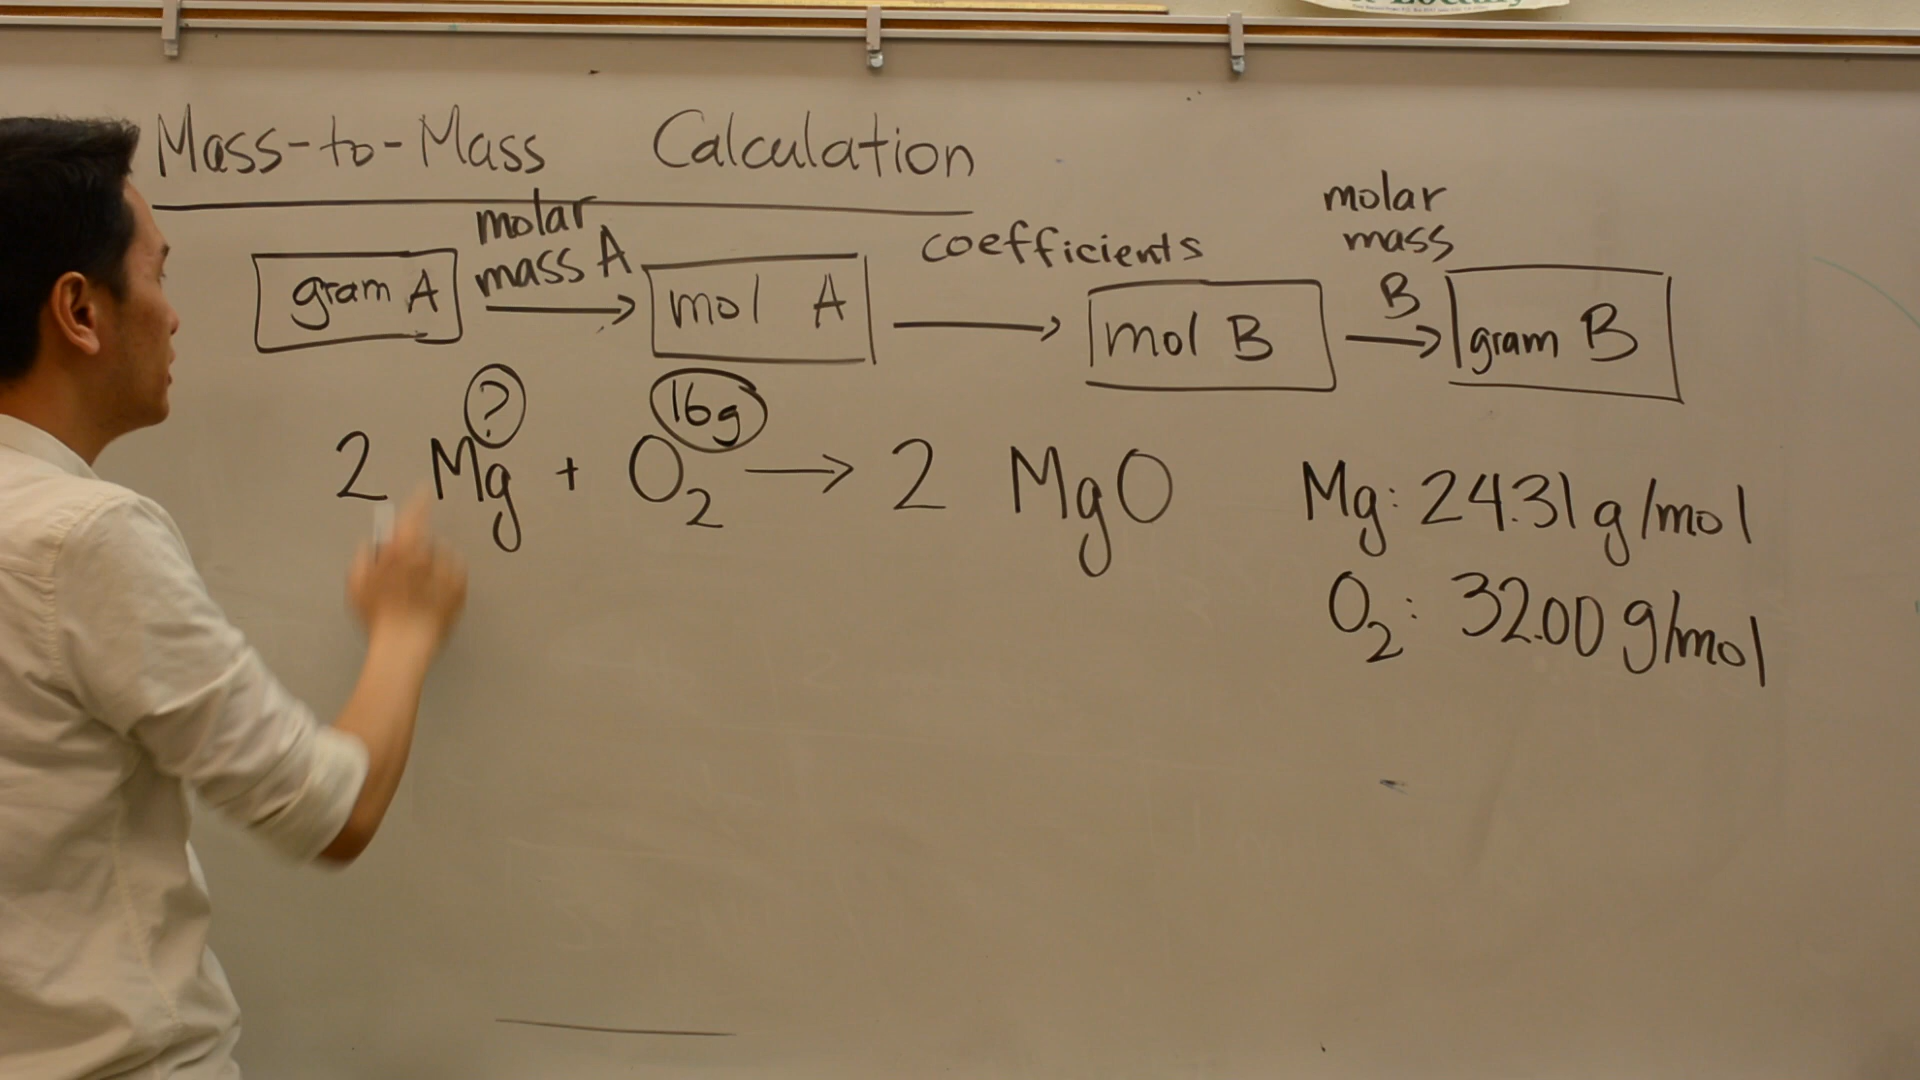 Mass-to-Mass Calculation
gram A
molar
mass A
mol A
coefficients
mol B
molar
mass
B
gram B
?
16g
2 Mg + O₂ → 2 MgO
Mg: 24.31 g/mol
O₂: 32.00 g/mol